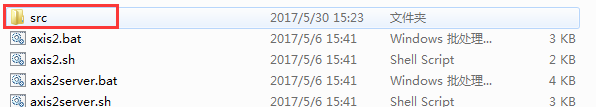 src 2017/5/30 15:23 文件夹
axis2.bat 2017/5/6 15:41 Windows 批处理... 3 KB
axis2.sh 2017/5/6 15:41 Shell Script 2 KB
axis2server.bat 2017/5/6 15:41 Windows 批处理... 4 KB
axis2server.sh 2017/5/6 15:41 Shell Script 3 KB